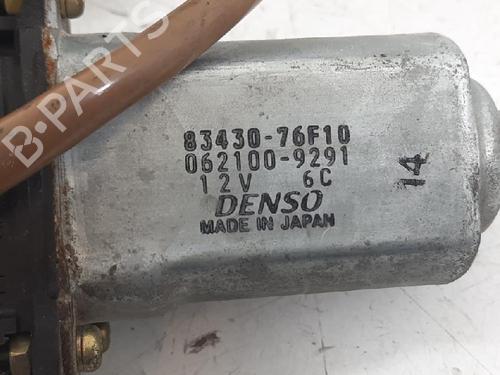 B-PARTS
83430-76F10
062100-9291
12V 6C
14
DENSO
MADE IN JAPAN